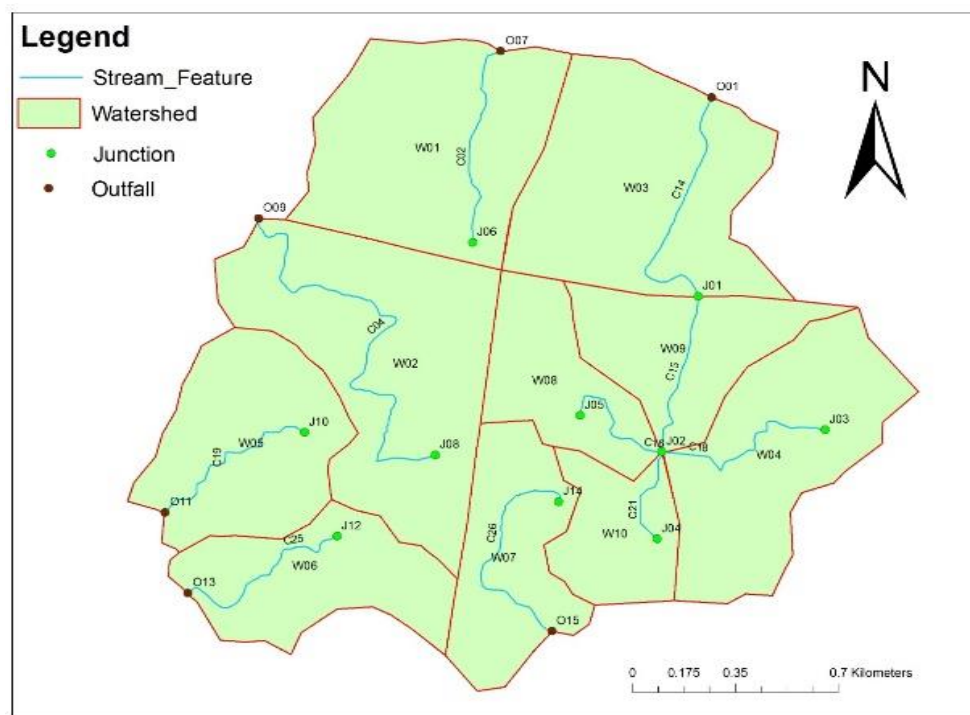 Legend
Stream_Feature
Watershed
Junction
Outfall
N
O07
O01
W01
C02
W03
C14
O09
J06
J01
C04
W02
W09
C15
W08
J05
J10
W05
C19
J08
C16
J02
C18
W04
J03
O11
J14
C21
J04
W10
J12
C25
W06
C26
W07
O13
O15
0 0.175 0.35 0.7 Kilometers